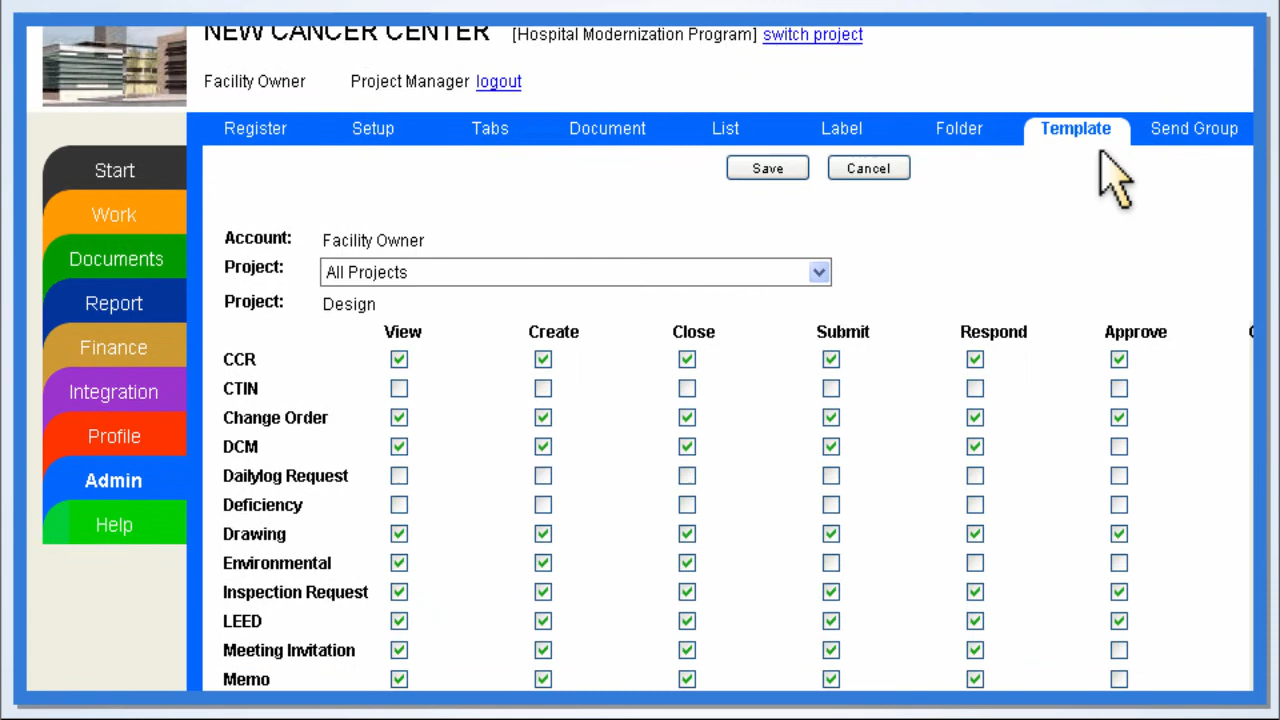 NEW CANCER CENTER [Hospital Modernization Program] switch project
Facility Owner Project Manager logout
Register Setup Tabs Document List Label Folder Template Send Group
Save Cancel
Start
Work
Documents
Report
Finance
Integration
Profile
Admin
Help
Account: Facility Owner
Project: All Projects
Project: Design
View Create Close Submit Respond Approve
CCR
CTIN
Change Order
DCM
Dailylog Request
Deficiency
Drawing
Environmental
Inspection Request
LEED
Meeting Invitation
Memo